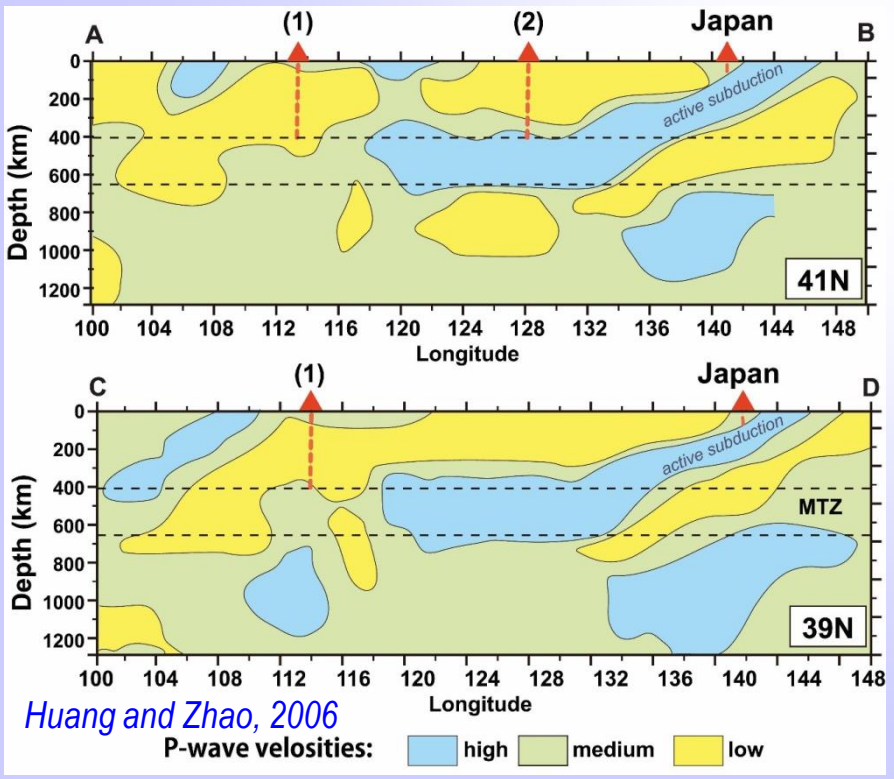 (1) (2) Japan
A B
0
200
400
600
800
1000
1200
Depth (km)
active subduction
41N
100 104 108 112 116 120 124 128 132 136 140 144 148
Longitude
(1) Japan
C D
0
200
400
600
800
1000
1200
Depth (km)
active subduction
MTZ
39N
100 104 108 112 116 120 124 128 132 136 140 144 148
Longitude
Huang and Zhao, 2006
P-wave velosities: high medium low